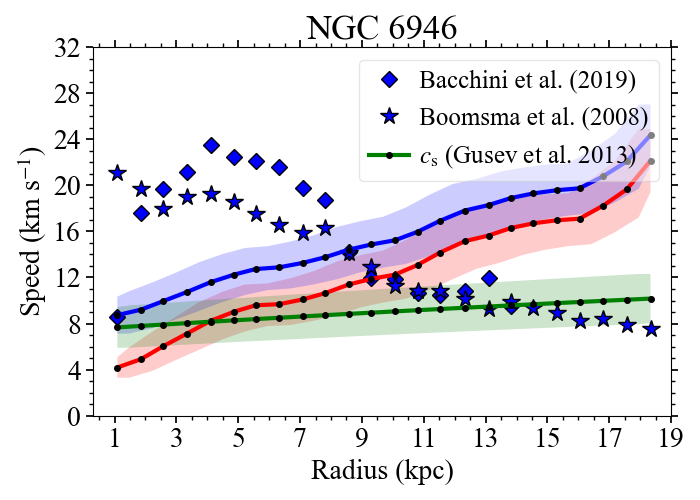 NGC 6946
Speed (km s⁻¹)
32
28
24
20
16
12
8
4
0
Bacchini et al. (2019)
Boomsma et al. (2008)
cₛ (Gusev et al. 2013)
1 3 5 7 9 11 13 15 17 19
Radius (kpc)